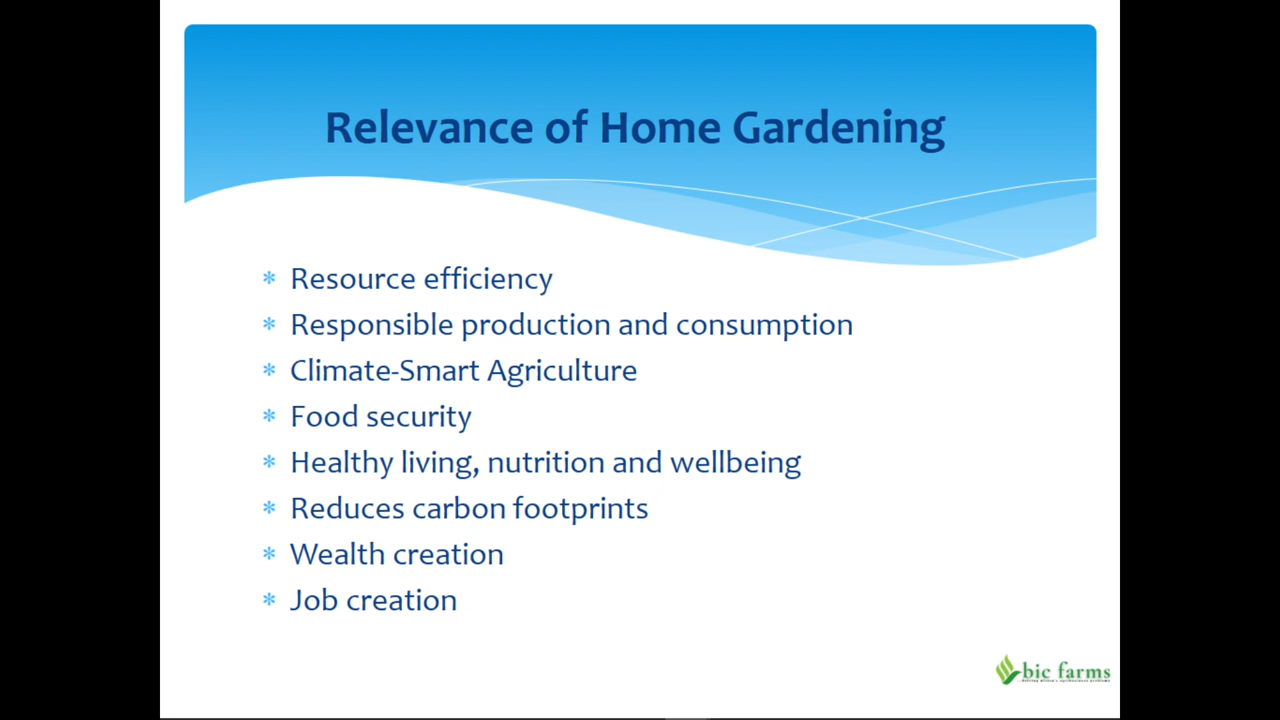 Relevance of Home Gardening
* Resource efficiency
* Responsible production and consumption
* Climate-Smart Agriculture
* Food security
* Healthy living, nutrition and wellbeing
* Reduces carbon footprints
* Wealth creation
* Job creation
bic farms